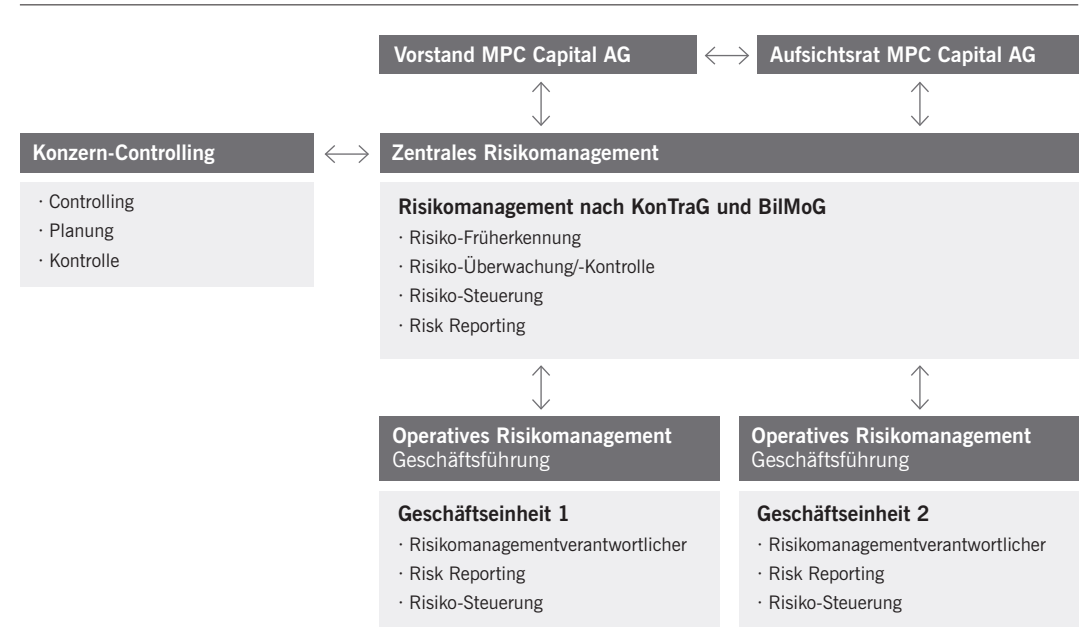 Vorstand MPC Capital AG
Aufsichtsrat MPC Capital AG
Konzern-Controlling
· Controlling
· Planung
· Kontrolle
Zentrales Risikomanagement
Risikomanagement nach KonTraG und BilMoG
· Risiko-Früherkennung
· Risiko-Überwachung/-Kontrolle
· Risiko-Steuerung
· Risk Reporting
Operatives Risikomanagement
Geschäftsführung
Geschäftseinheit 1
· Risikomanagementverantwortlicher
· Risk Reporting
· Risiko-Steuerung
Operatives Risikomanagement
Geschäftsführung
Geschäftseinheit 2
· Risikomanagementverantwortlicher
· Risk Reporting
· Risiko-Steuerung